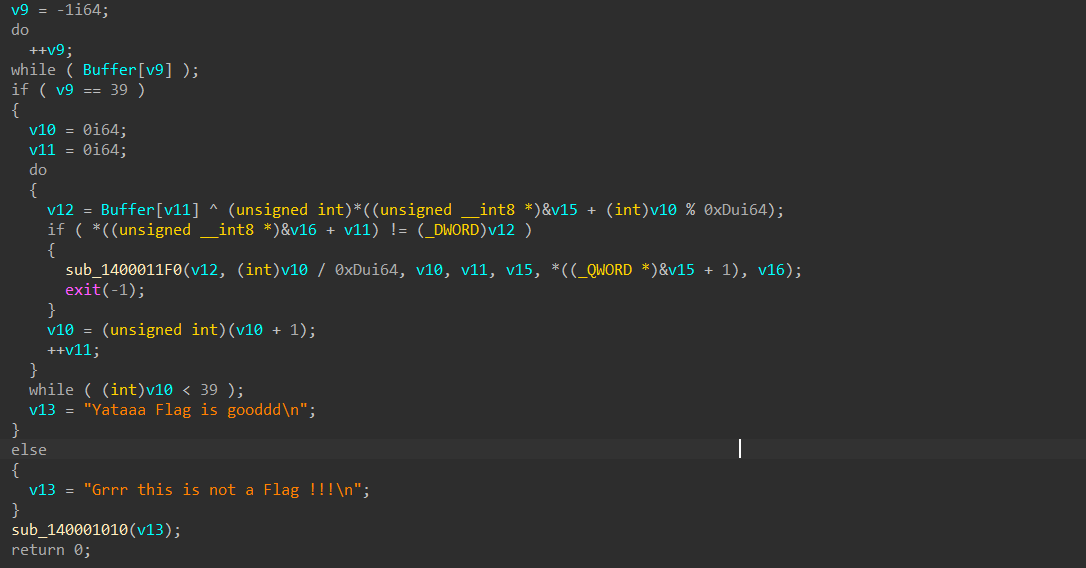 v9 = -1i64;
do
++v9;
while ( Buffer[v9] );
if ( v9 == 39 )
{
v10 = 0i64;
v11 = 0i64;
do
{
v12 = Buffer[v11] ^ (unsigned int)*((unsigned __int8 *)&v15 + (int)v10 % 0xDui64);
if ( *((unsigned __int8 *)&v16 + v11) != (_DWORD)v12 )
{
sub_1400011F0(v12, (int)v10 / 0xDui64, v10, v11, v15, *((_QWORD *)&v15 + 1), v16);
exit(-1);
}
v10 = (unsigned int)(v10 + 1);
++v11;
}
while ( (int)v10 < 39 );
v13 = "Yataaa Flag is gooddd\n";
}
else
{
v13 = "Grrr this is not a Flag !!!\n";
}
sub_140001010(v13);
return 0;